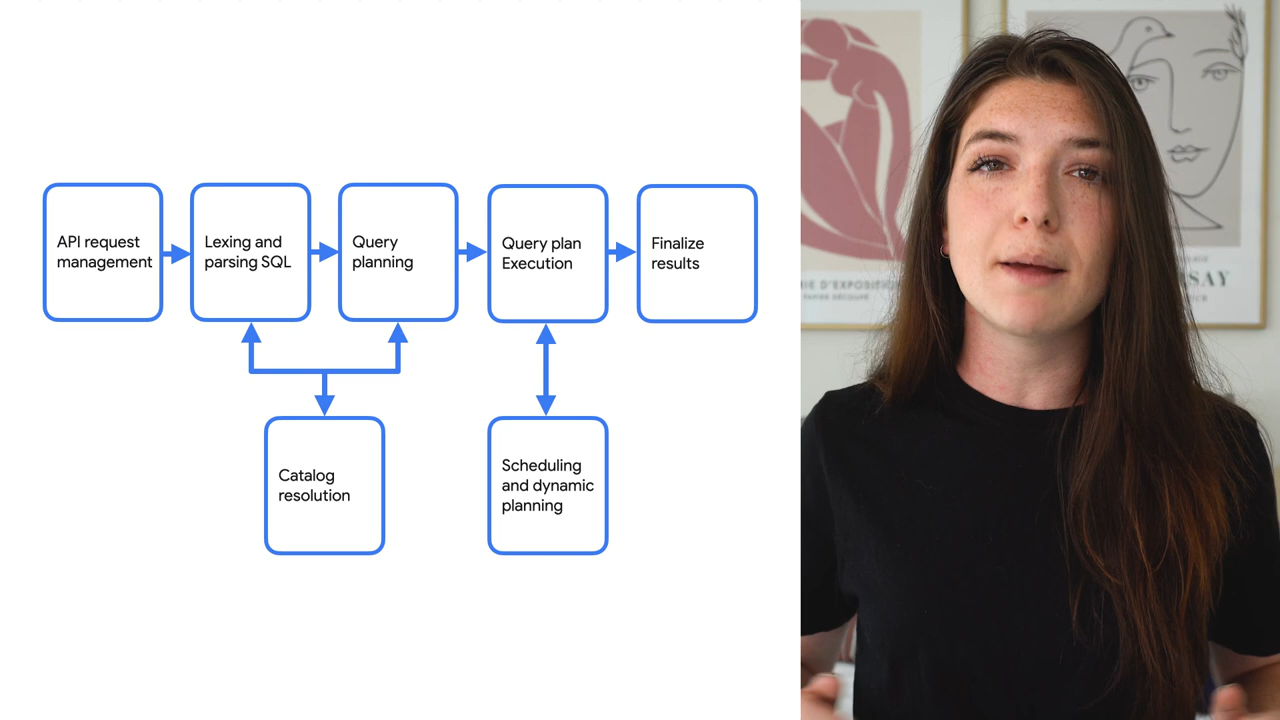 API request
management
Lexing and
parsing SQL
Query
planning
Query plan
Execution
Finalize
results
Catalog
resolution
Scheduling
and dynamic
planning
D'EXPOSITION